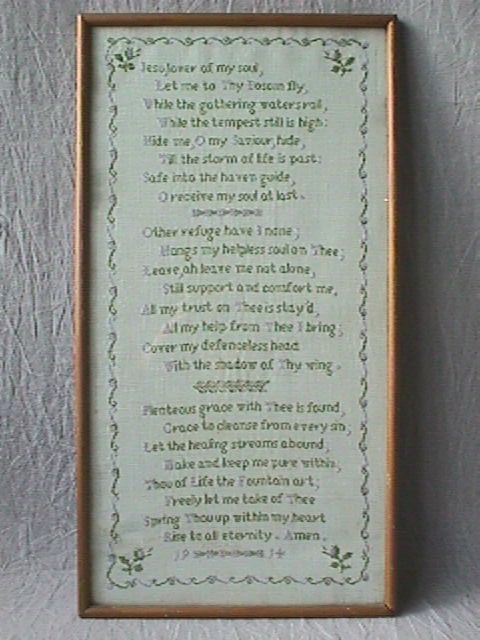 Jesu, lover of my soul,
Let me to Thy Bosom fly,
While the gathering waters roll,
While the tempest still is high:
Hide me, O my Saviour, hide,
Till the storm of life is past:
Safe into the haven guide,
O receive my soul at last.
Other refuge have I none;
Hangs my helpless soul on Thee;
Leave, ah leave me not alone,
Still support and comfort me,
All my trust on Thee is stay'd,
All my help from Thee I bring;
Cover my defenceless head
With the shadow of Thy wing.
Plenteous grace with Thee is found,
Grace to cleanse from every sin;
Let the healing streams abound;
Make and keep me pure within;
Thou of Life the Fountain art;
Freely let me take of Thee
Spring Thou up within my heart
Rise to all eternity. Amen.
19 34